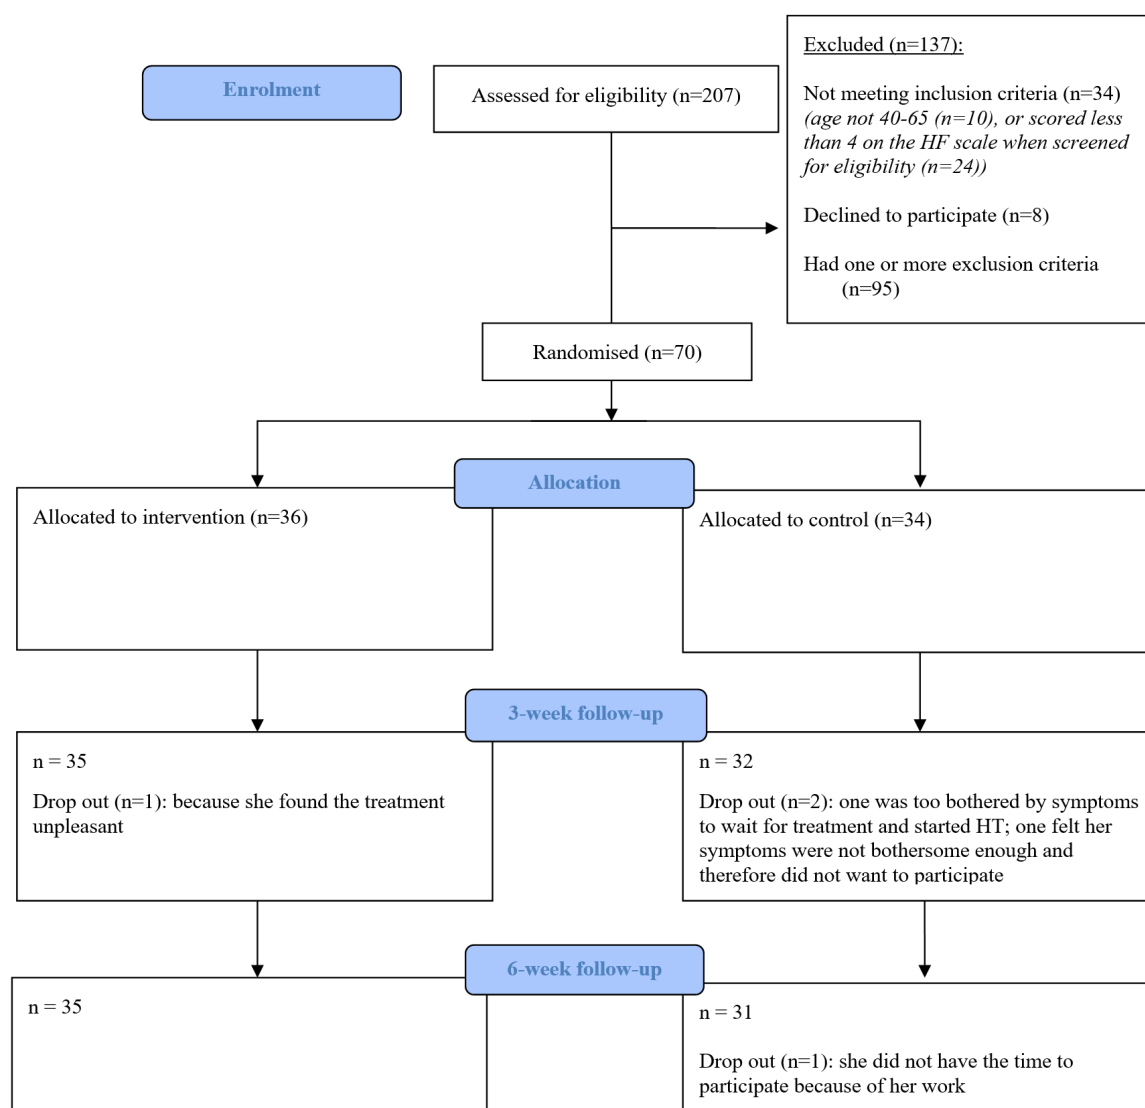 Enrolment
Assessed for eligibility (n=207)
Excluded (n=137):
Not meeting inclusion criteria (n=34)
(age not 40-65 (n=10), or scored less
than 4 on the HF scale when screened
for eligibility (n=24))
Declined to participate (n=8)
Had one or more exclusion criteria
(n=95)
Randomised (n=70)
Allocation
Allocated to intervention (n=36)
Allocated to control (n=34)
3-week follow-up
n = 35
Drop out (n=1): because she found the treatment
unpleasant
n = 32
Drop out (n=2): one was too bothered by symptoms
to wait for treatment and started HT; one felt her
symptoms were not bothersome enough and
therefore did not want to participate
6-week follow-up
n = 35
n = 31
Drop out (n=1): she did not have the time to
participate because of her work